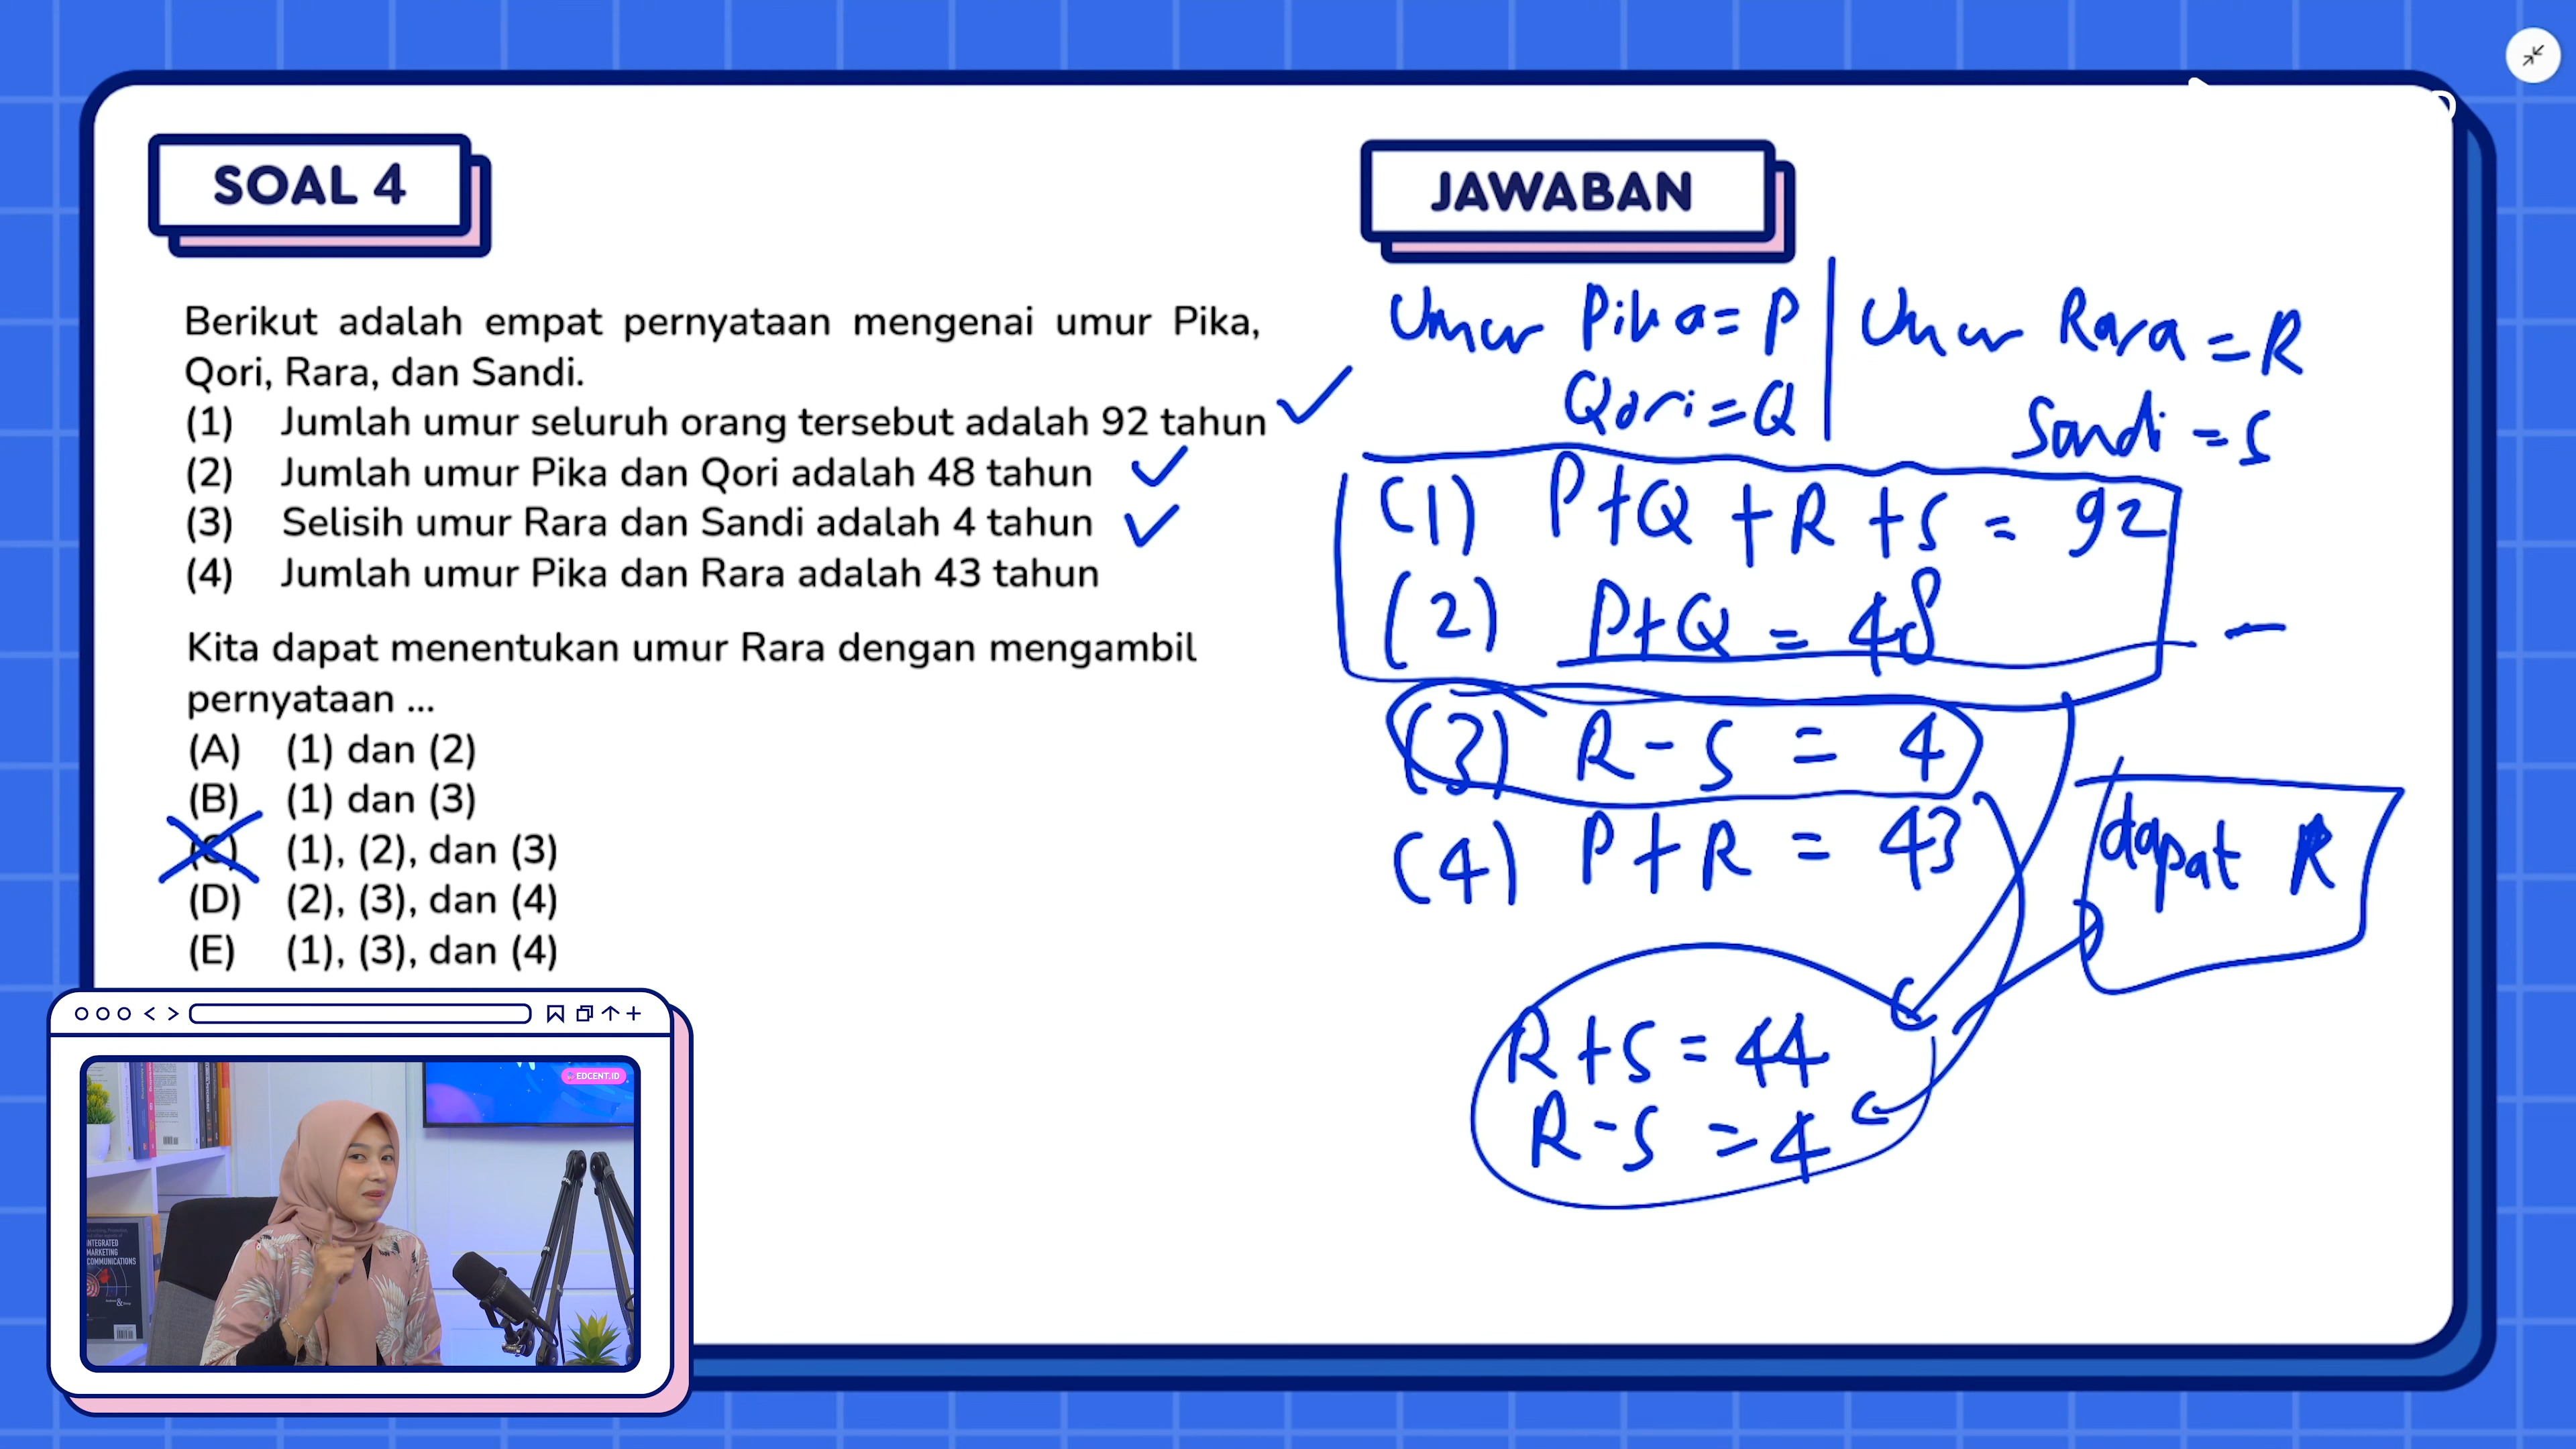 SOAL 4
Berikut adalah empat pernyataan mengenai umur Pika,
Qori, Rara, dan Sandi.
(1) Jumlah umur seluruh orang tersebut adalah 92 tahun
(2) Jumlah umur Pika dan Qori adalah 48 tahun
(3) Selisih umur Rara dan Sandi adalah 4 tahun
(4) Jumlah umur Pika dan Rara adalah 43 tahun
Kita dapat menentukan umur Rara dengan mengambil
pernyataan ...
(A) (1) dan (2)
(B) (1) dan (3)
(C) (1), (2), dan (3)
(D) (2), (3), dan (4)
(E) (1), (3), dan (4)
JAWABAN
Umur Pika = P
Qori = Q
Umur Rara = R
Sandi = S
(1) P+Q+R+S = 92
(2) P+Q = 48
(3) R-S = 4
(4) P+R = 43
dapat R
R+S = 44
R-S = 4
EDCENT.ID
INTEGRATED
MARKETING
COMMUNICATIONS